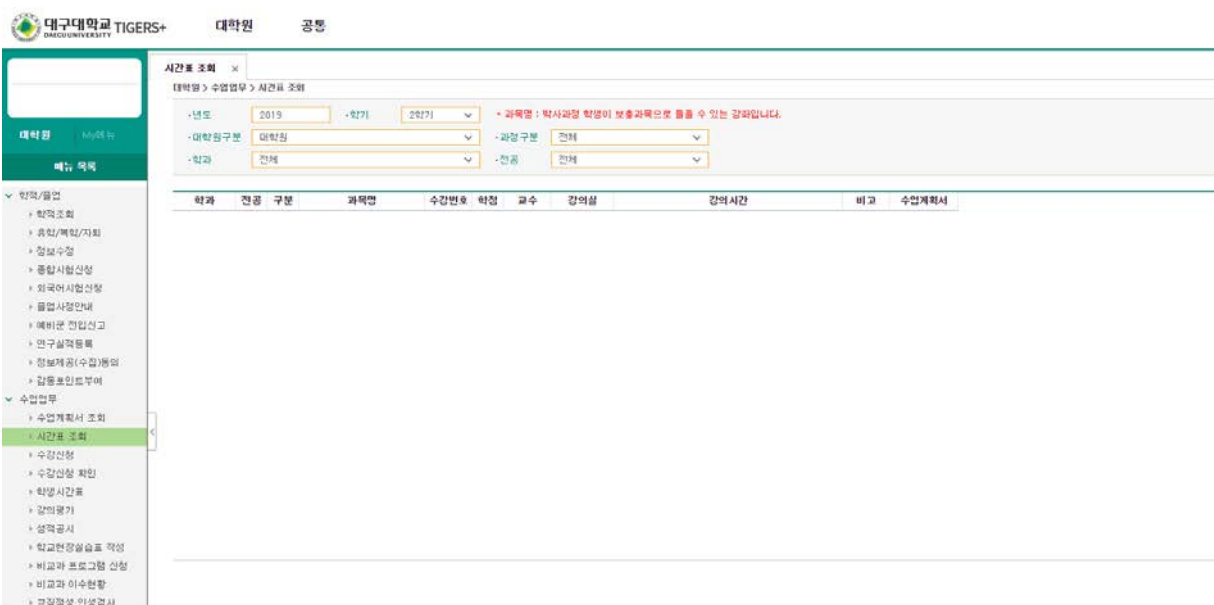 대구대학교 TIGERS+ 대학원 공통
DAEGU UNIVERSITY
시간표 조회 ×
대학원 > 수업업무 > 시간표 조회
·년도 2019 ·학기 2학기 * 과목명 : 박사과정 학생이 보충과목으로 들을 수 있는 강좌입니다.
·대학원구분 대학원 ·과정구분 전체
·학과 전체 ·전공 전체
대학원 My메뉴
메뉴 목록
학적/졸업
학적조회
휴학/복학/자퇴
정보수정
종합시험신청
외국어시험신청
졸업사정안내
예비군 전입신고
연구실적등록
정보제공(수집)동의
감동포인트부여
수업업무
수업계획서 조회
시간표 조회
수강신청
수강신청 확인
학생시간표
강의평가
성적공시
학교현장실습표 작성
비교과 프로그램 신청
비교과 이수현황
교직적성 인성검사
학과 전공 구분 과목명 수강번호 학점 교수 강의실 강의시간 비고 수업계획서